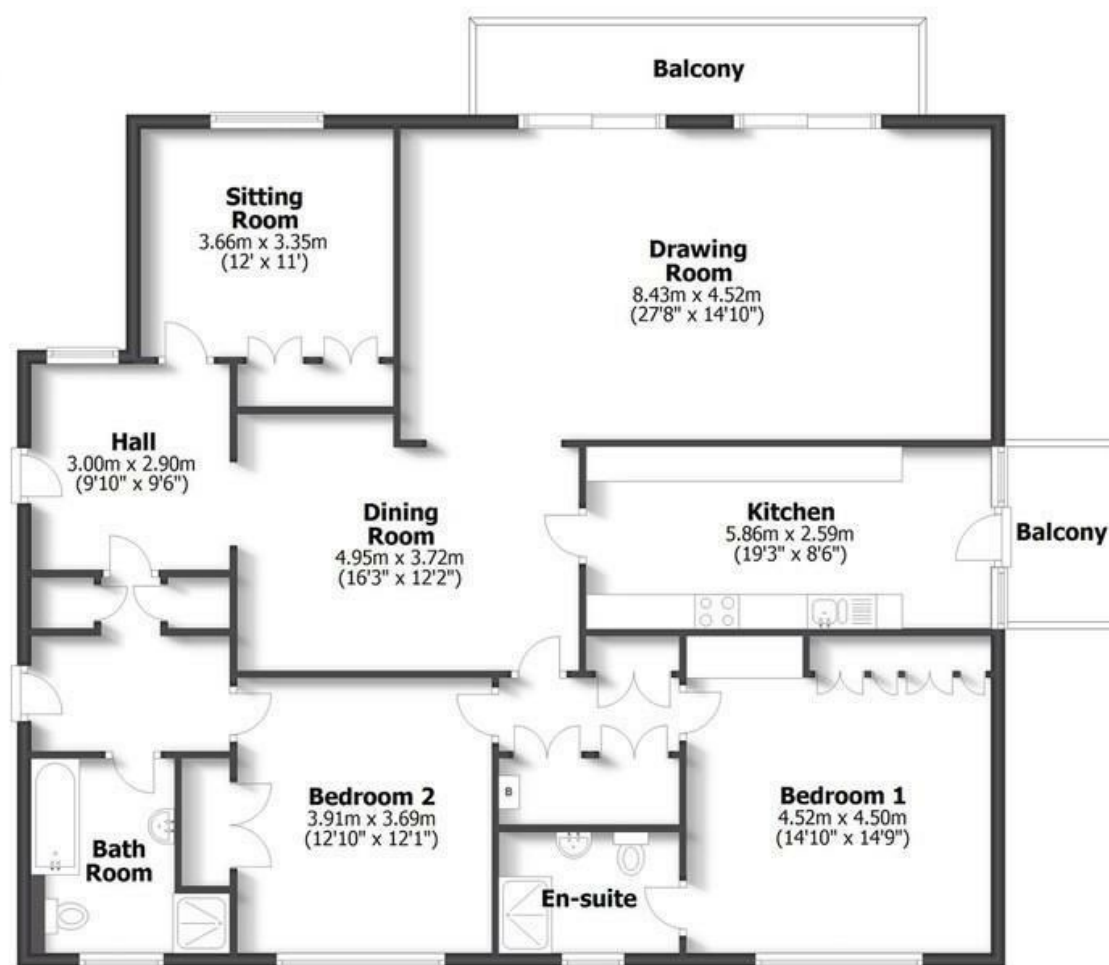 Balcony
Sitting
Room
3.66m x 3.35m
(12' x 11')
Drawing
Room
8.43m x 4.52m
(27'8" x 14'10")
Hall
3.00m x 2.90m
(9'10" x 9'6")
Dining
Room
4.95m x 3.72m
(16'3" x 12'2")
Kitchen
5.86m x 2.59m
(19'3" x 8'6")
Balcony
Bedroom 2
3.91m x 3.69m
(12'10" x 12'1")
B
Bedroom 1
4.52m x 4.50m
(14'10" x 14'9")
Bath
Room
En-suite